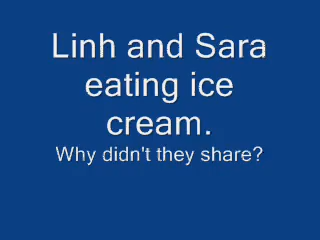 Linh and Sara
eating ice
cream.
Why didn't they share?